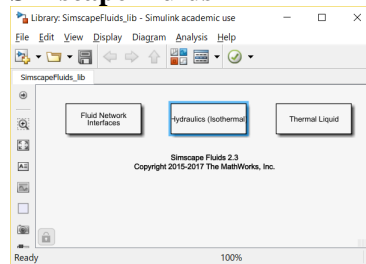 Library: SimscapeFluids_lib - Simulink academic use
File Edit View Display Diagram Analysis Help
SimscapeFluids_lib
Fluid Network
Interfaces
Hydraulics (Isothermal)
Thermal Liquid
Simscape Fluids 2.3
Copyright 2015-2017 The MathWorks, Inc.
Ready 100%